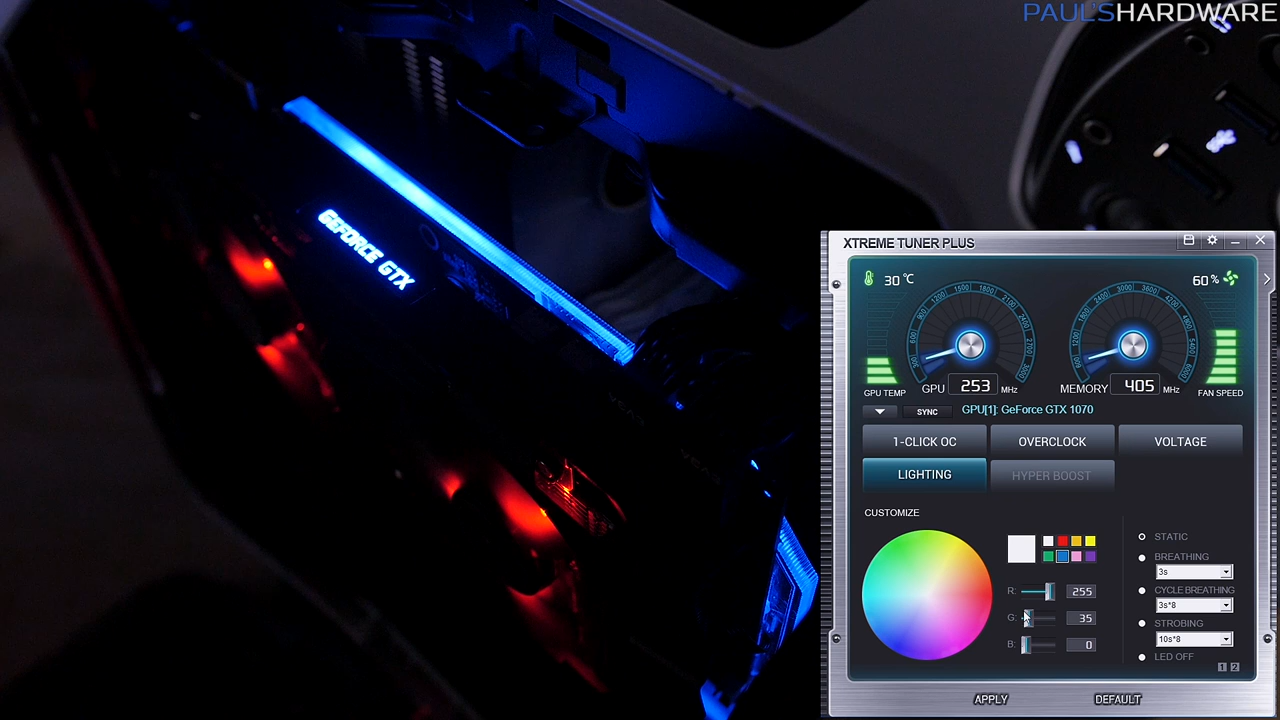 PAUL'SHARDWARE
GEFORCE GTX
XTREME TUNER PLUS
30 °C
60 %
GPU TEMP
GPU 253 MHz
MEMORY 405 MHz
FAN SPEED
SYNC
GPU[1]: GeForce GTX 1070
1-CLICK OC
OVERCLOCK
VOLTAGE
LIGHTING
HYPER BOOST
CUSTOMIZE
R: 255
G: 35
B: 0
STATIC
BREATHING
3s
CYCLE BREATHING
3s*8
STROBING
10s*8
LED OFF
1 2
APPLY
DEFAULT